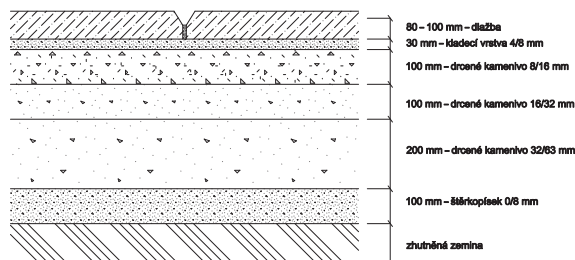 80 – 100 mm – dlažba
30 mm – kladecí vrstva 4/8 mm
100 mm – drcené kamenivo 8/16 mm
100 mm – drcené kamenivo 16/32 mm
200 mm – drcené kamenivo 32/63 mm
100 mm – štěrkopísek 0/8 mm
zhutněná zemina